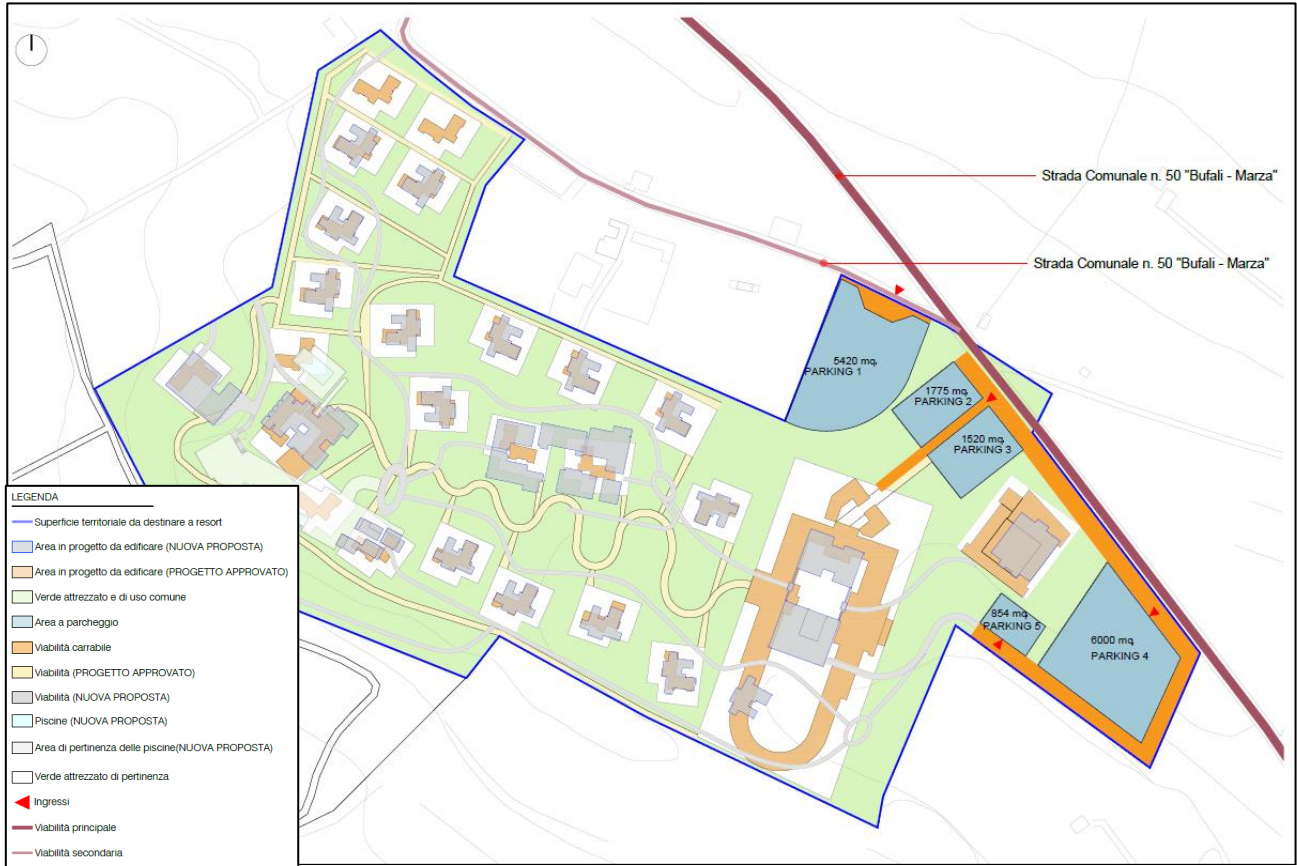 Strada Comunale n. 50 "Bufali - Marza"
Strada Comunale n. 50 "Bufali - Marza"
5420 mq
PARKING 1
1775 mq
PARKING 2
1520 mq
PARKING 3
854 mq
PARKING 5
6000 mq
PARKING 4
LEGENDA
Superficie territoriale da destinare a resort
Area in progetto da edificare (NUOVA PROPOSTA)
Area in progetto da edificare (PROGETTO APPROVATO)
Verde attrezzato e di uso comune
Area a parcheggio
Viabilità carrabile
Viabilità (PROGETTO APPROVATO)
Viabilità (NUOVA PROPOSTA)
Piscine (NUOVA PROPOSTA)
Area di pertinenza delle piscine(NUOVA PROPOSTA)
Verde attrezzato di pertinenza
Ingressi
Viabilità principale
Viabilità secondaria